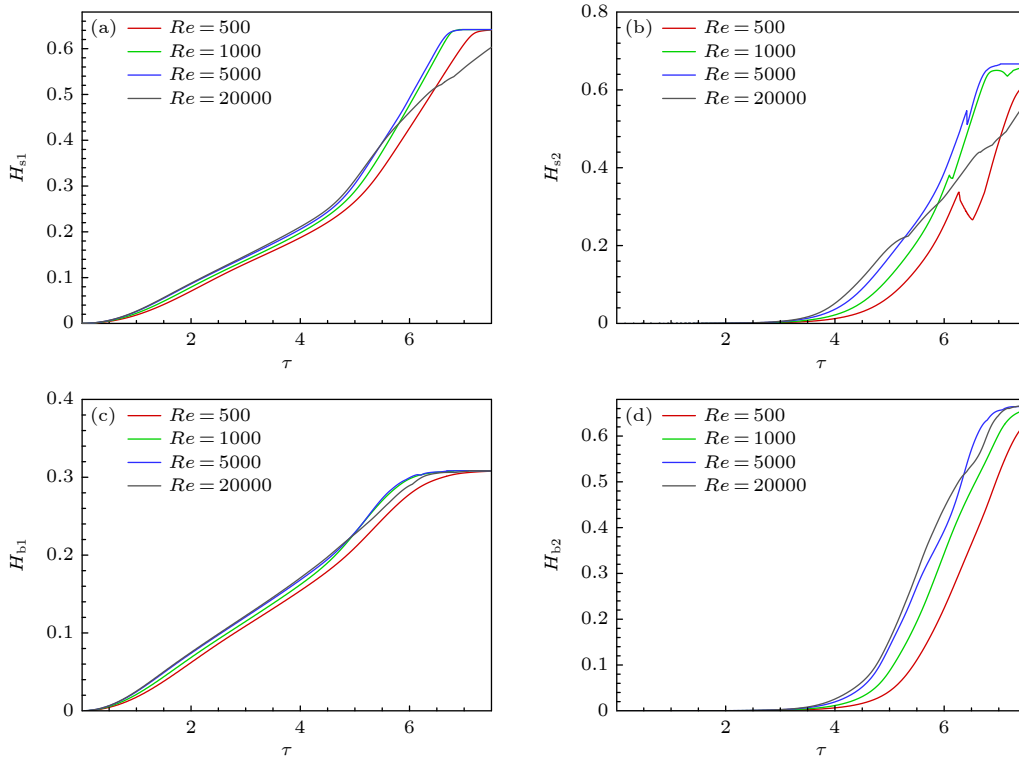 (a)
Re = 500
Re = 1000
Re = 5000
Re = 20000
0.6
0.5
0.4
0.3
0.2
0.1
0
2
4
6
H_s1
τ
(b)
Re = 500
Re = 1000
Re = 5000
Re = 20000
0.8
0.6
0.4
0.2
0
2
4
6
H_s2
τ
(c)
Re = 500
Re = 1000
Re = 5000
Re = 20000
0.4
0.3
0.2
0.1
0
2
4
6
H_b1
τ
(d)
Re = 500
Re = 1000
Re = 5000
Re = 20000
0.6
0.5
0.4
0.3
0.2
0.1
0
2
4
6
H_b2
τ